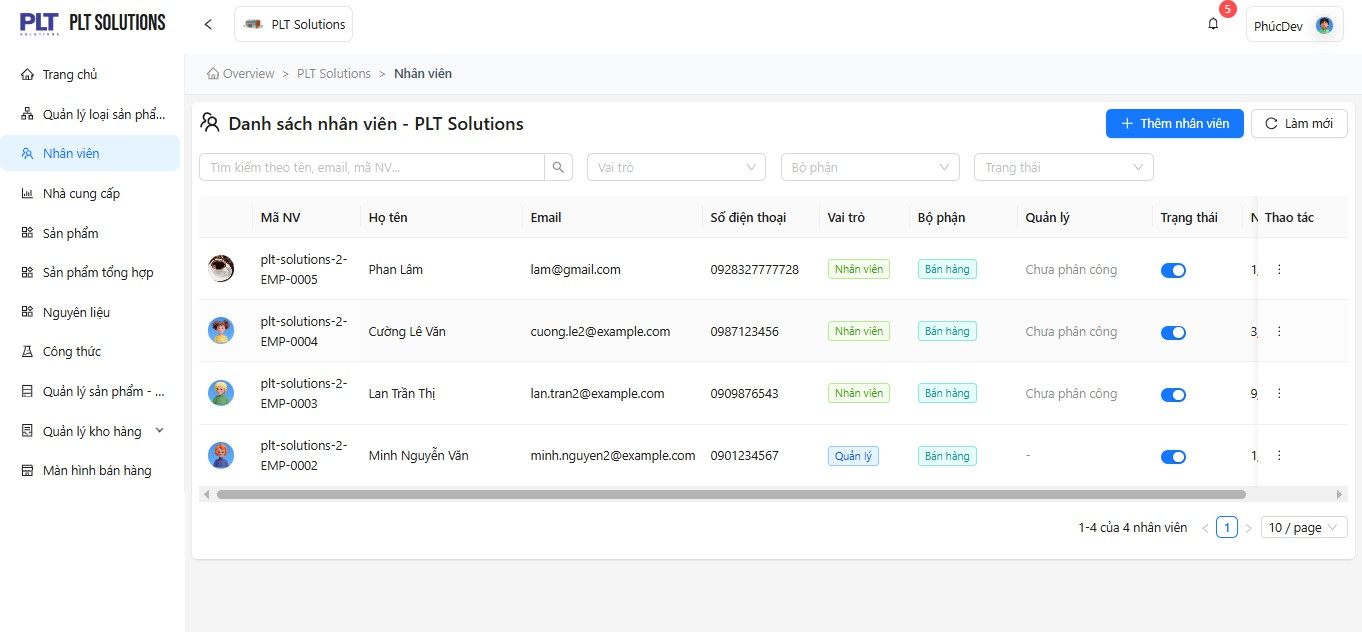 PLT SOLUTIONS PLT SOLUTIONS
PLT Solutions
5
PhúcDev
Trang chủ
Quản lý loại sản phẩ...
Nhân viên
Nhà cung cấp
Sản phẩm
Sản phẩm tổng hợp
Nguyên liệu
Công thức
Quản lý sản phẩm - ...
Quản lý kho hàng
Màn hình bán hàng
Overview > PLT Solutions > Nhân viên
Danh sách nhân viên - PLT Solutions
Thêm nhân viên
Làm mới
Tìm kiếm theo tên, email, mã NV...
Vai trò
Bộ phận
Trạng thái
Mã NV Họ tên Email Số điện thoại Vai trò Bộ phận Quản lý Trạng thái N Thao tác
plt-solutions-2-
EMP-0005 Phan Lâm lam@gmail.com 0928327777728 Nhân viên Bán hàng Chưa phân công 1,
plt-solutions-2-
EMP-0004 Cường Lê Văn cuong.le2@example.com 0987123456 Nhân viên Bán hàng Chưa phân công 3,
plt-solutions-2-
EMP-0003 Lan Trần Thị lan.tran2@example.com 0909876543 Nhân viên Bán hàng Chưa phân công 9,
plt-solutions-2-
EMP-0002 Minh Nguyễn Văn minh.nguyen2@example.com 0901234567 Quản lý Bán hàng - 1,
1-4 của 4 nhân viên < 1 > 10 / page